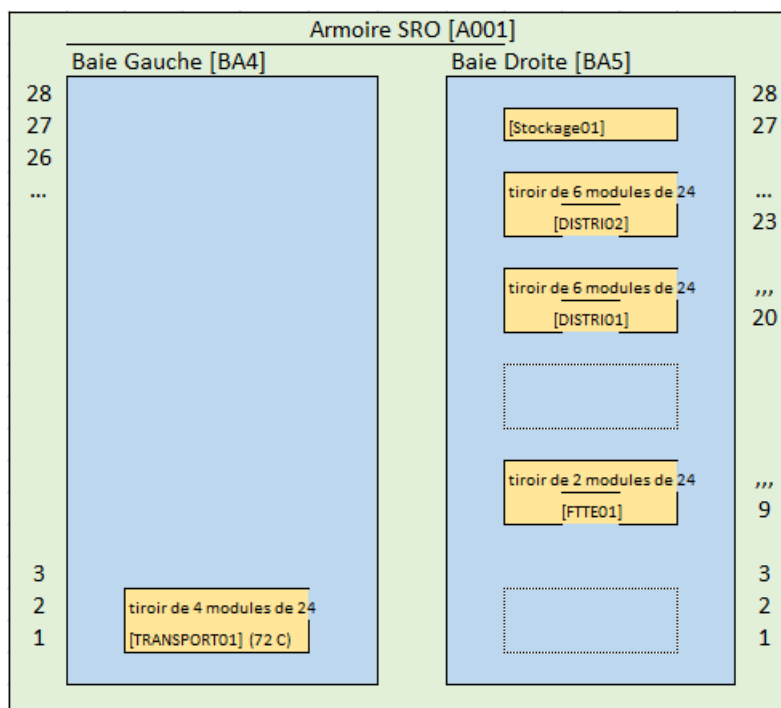 Armoire SRO [A001]
Baie Gauche [BA4]
Baie Droite [BA5]
28
28
27
[Stockage01]
27
26
...
tiroir de 6 modules de 24
...
[DISTRI02]
23
tiroir de 6 modules de 24
,,,
[DISTRI01]
20
tiroir de 2 modules de 24
,,,
[FTTE01]
9
3
3
2
tiroir de 4 modules de 24
2
1
[TRANSPORT01] (72 C)
1